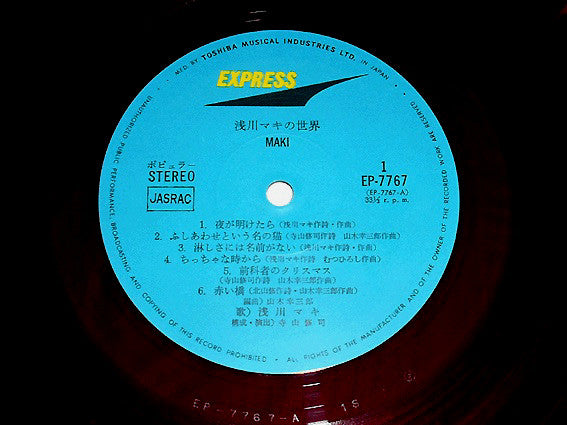 MFD. BY TOSHIBA MUSICAL INDUSTRIES LTD. IN JAPAN.
EXPRESS
浅川マキの世界
MAKI
ポピュラー
STEREO
JASRAC
1
EP-7767
(EP-7767-A)
33⅓ r. p. m.
1. 夜が明けたら(浅川マキ作詩・作曲)
2. ふしあわせという名の猫(寺山修司作詩 山木幸三郎作曲)
3. 淋しさには名前がない(浅川マキ作詩・作曲)
4. ちっちゃな時から(浅川マキ作詩 むつひろし作曲)
5. 前科者のクリスマス
(寺山修司作詩 山木幸三郎作曲)
6. 赤い橋(北山修作詩・山木幸三郎作曲)
編曲)山木幸三郎
歌)浅川マキ
構成・演出)寺山修司
UNAUTHORIZED PUBLIC PERFORMANCE, BROADCASTING AND COPYING OF THIS RECORD PROHIBITED • ALL RIGHTS OF THE MANUFACTURER AND OF THE OWNER OF THE RECORDED WORK ARE RESERVED
EP-7767-A 1S